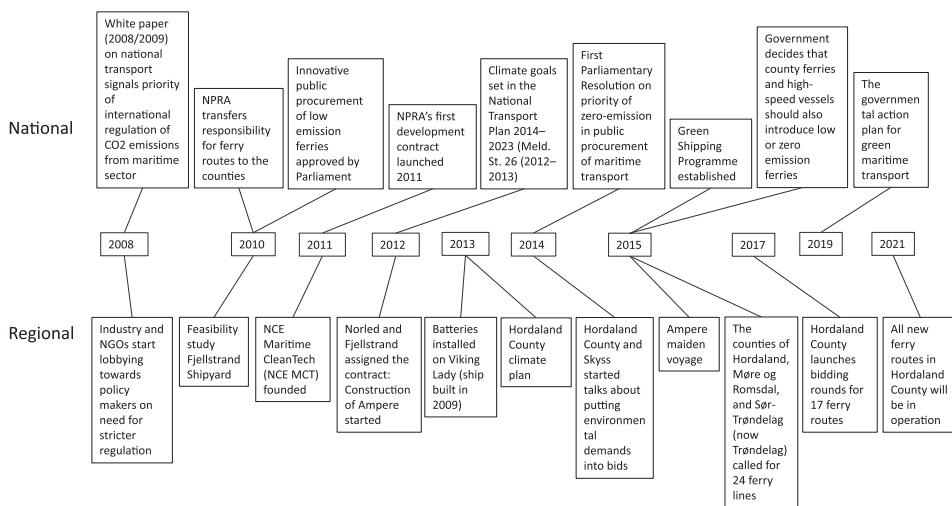 White paper
(2008/2009)
on national
transport
signals priority
of
international
regulation of
CO2 emissions
from maritime
sector
NPRA
transfers
responsibility
for ferry
routes to the
counties
Innovative
public
procurement
of low
emission
ferries
approved by
Parliament
NPRA's first
development
contract
launched
2011
Climate goals
set in the
National
Transport
Plan 2014–
2023 (Meld.
St. 26 (2012–
2013)
First
Parliamentary
Resolution on
priority of
zero-emission
in public
procurement
of maritime
transport
Green
Shipping
Programme
established
Government
decides that
county ferries
and high-
speed vessels
should also
introduce low
or zero
emission
ferries
The
governmen
tal action
plan for
green
maritime
transport
National
2008
2010
2011
2012
2013
2014
2015
2017
2019
2021
Regional
Industry and
NGOs start
lobbying
towards
policy
makers on
need for
stricter
regulation
Feasibility
study
Fjellstrand
Shipyard
NCE
Maritime
CleanTech
(NCE MCT)
founded
Norled and
Fjellstrand
assigned the
contract:
Construction
of Ampere
started
Batteries
installed
on Viking
Lady (ship
built in
2009)
Hordaland
County
climate
plan
Hordaland
County and
Skyss
started
talks about
putting
environmen
tal
demands
into bids
Ampere
maiden
voyage
The
counties of
Hordaland,
Møre og
Romsdal,
and Sør-
Trøndelag
(now
Trøndelag)
called for
24 ferry
lines
Hordaland
County
launches
bidding
rounds for
17 ferry
routes
All new
ferry
routes in
Hordaland
County will
be in
operation